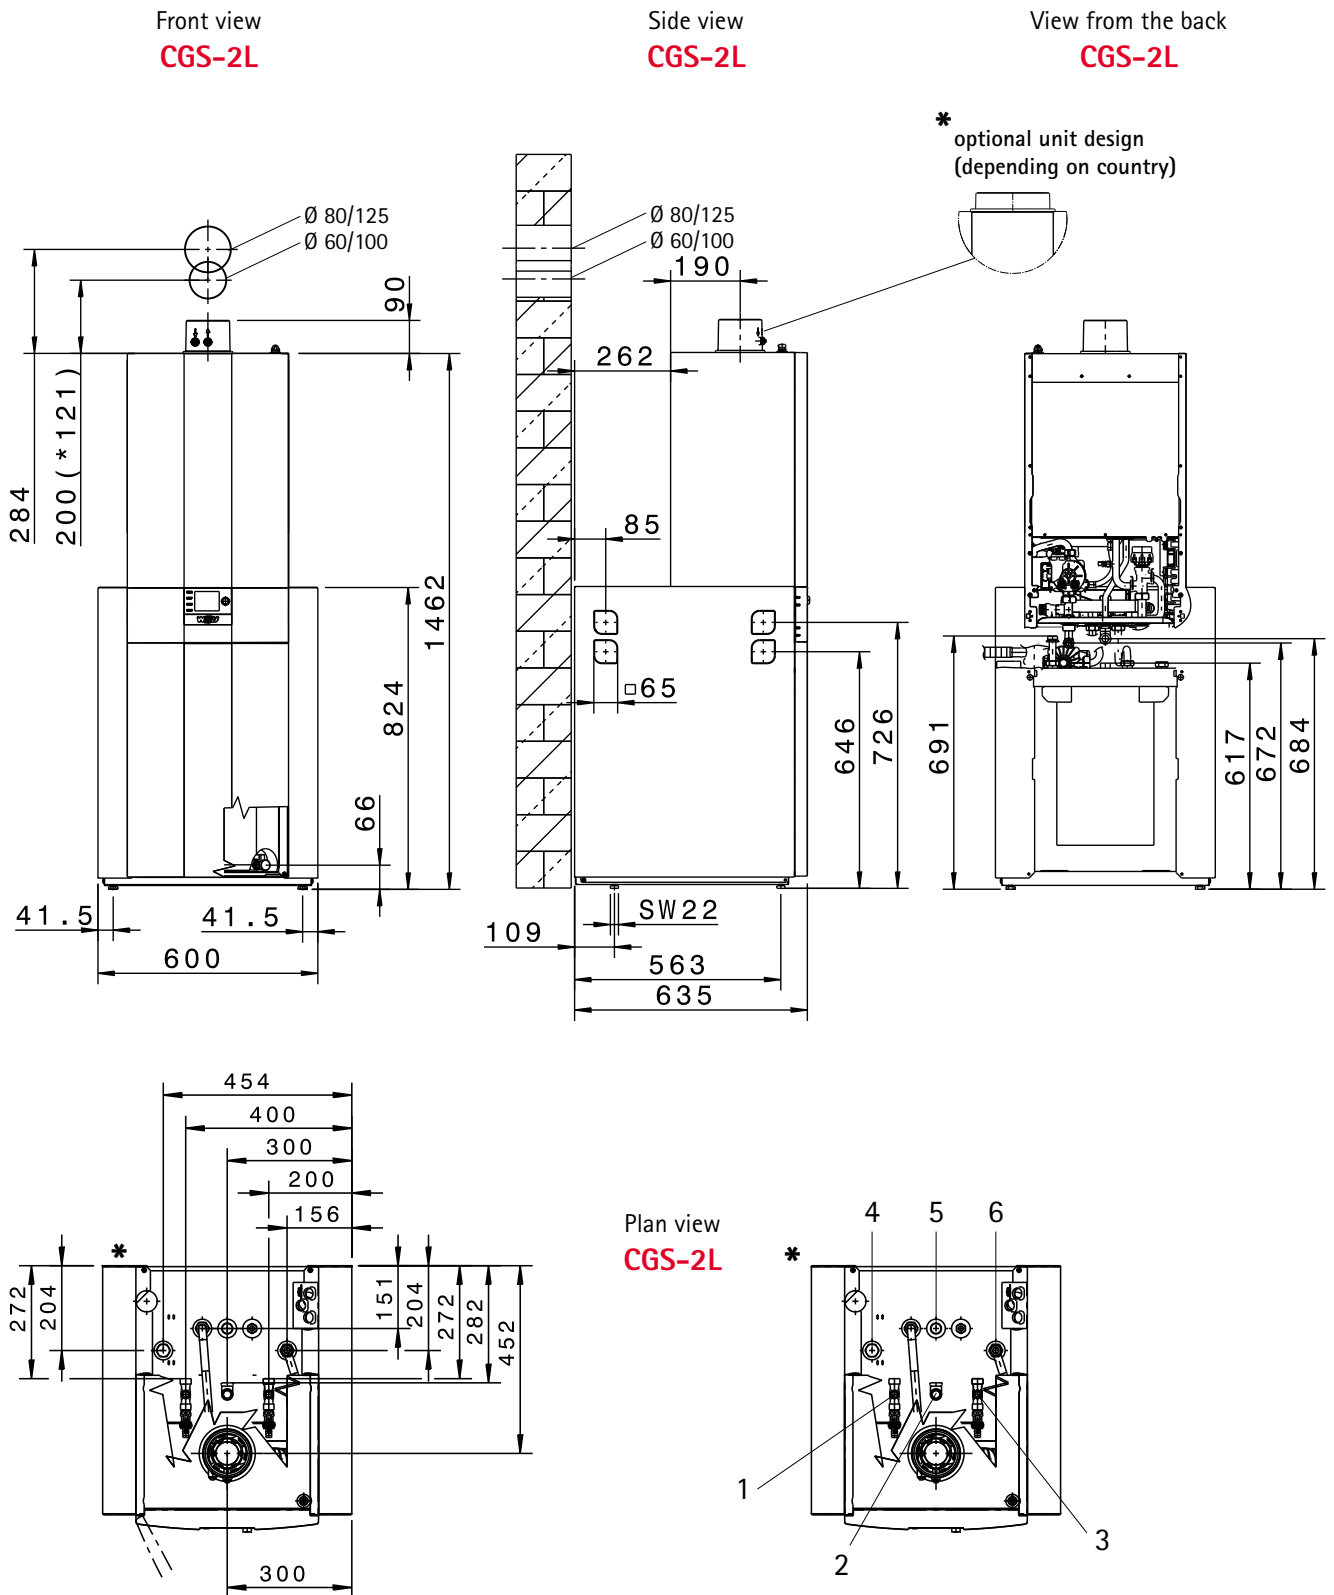 Front view
CGS-2L
Side view
CGS-2L
View from the back
CGS-2L
*
optional unit design
(depending on country)
Ø 80/125
Ø 60/100
90
284
200 (*121)
1462
824
66
41.5
41.5
600
WOLF
Ø 80/125
Ø 60/100
190
262
85
□65
646
726
SW22
109
563
635
691
617
672
684
454
400
300
200
156
*
272
204
151
204
272
282
452
300
Plan view
CGS-2L
*
4
5
6
1
2
3